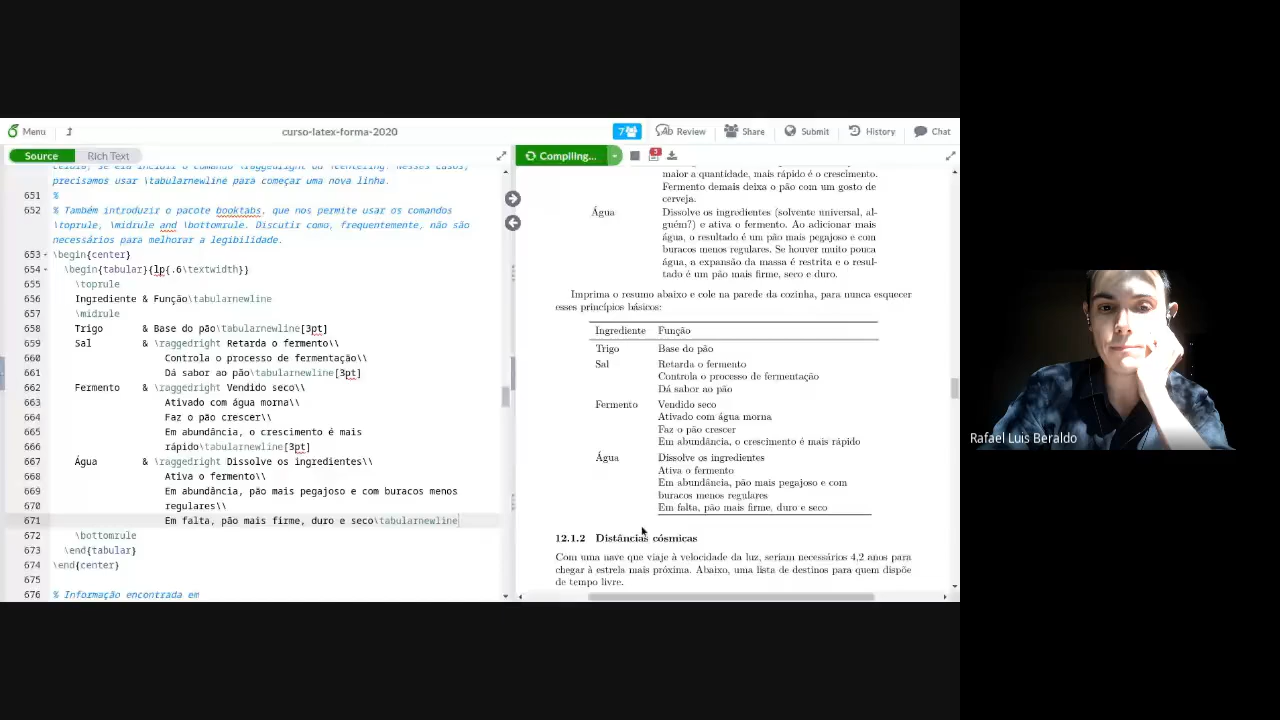 Menu
curso-latex-forma-2020
7
Review
Share
Submit
History
Chat
Source
Rich Text
Compiling...
3
precisamos usar \tabularnewline para começar uma nova linha.
651 %
652 % Também introduzir o pacote booktabs, que nos permite usar os comandos
\toprule, \midrule and \bottomrule. Discutir como, frequentemente, não são
necessários para melhorar a legibilidade.
653 \begin{center}
654 \begin{tabular}{lp{.6\textwidth}}
655 \toprule
656 Ingrediente & Função\tabularnewline
657 \midrule
658 Trigo & Base do pão\tabularnewline[3pt]
659 Sal & \raggedright Retarda o fermento\\
660 Controla o processo de fermentação\\
661 Dá sabor ao pão\tabularnewline[3pt]
662 Fermento & \raggedright Vendido seco\\
663 Ativado com água morna\\
664 Faz o pão crescer\\
665 Em abundância, o crescimento é mais
666 rápido\tabularnewline[3pt]
667 Água & \raggedright Dissolve os ingredientes\\
668 Ativa o fermento\\
669 Em abundância, pão mais pegajoso e com buracos menos
670 regulares\\
671 Em falta, pão mais firme, duro e seco\tabularnewline
672 \bottomrule
673 \end{tabular}
674 \end{center}
675
676 % Informação encontrada em
maior a quantidade, mais rápido é o crescimento.
Fermento demais deixa o pão com um gosto de
cerveja.
Água Dissolve os ingredientes (solvente universal, al-
guém?) e ativa o fermento. Ao adicionar mais
água, o resultado é um pão mais pegajoso e com
buracos menos regulares. Se houver muito pouca
água, a expansão da massa é restrita e o resul-
tado é um pão mais firme, seco e duro.
Imprima o resumo abaixo e cole na parede da cozinha, para nunca esquecer
esses princípios básicos:
Ingrediente Função
Trigo Base do pão
Sal Retarda o fermento
Controla o processo de fermentação
Dá sabor ao pão
Fermento Vendido seco
Ativado com água morna
Faz o pão crescer
Em abundância, o crescimento é mais rápido
Água Dissolve os ingredientes
Ativa o fermento
Em abundância, pão mais pegajoso e com
buracos menos regulares
Em falta, pão mais firme, duro e seco
12.1.2 Distâncias cósmicas
Com uma nave que viaje à velocidade da luz, seriam necessários 4,2 anos para
chegar à estrela mais próxima. Abaixo, uma lista de destinos para quem dispõe
de tempo livre.
Rafael Luis Beraldo